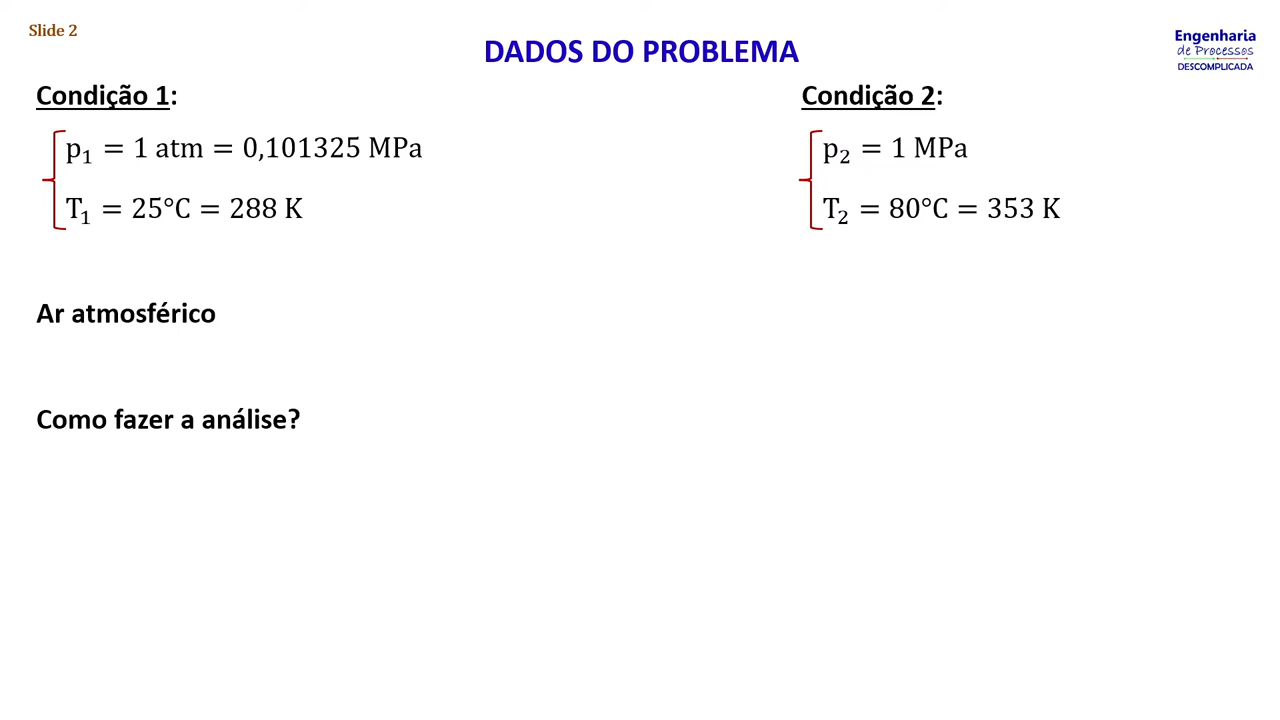 Slide 2
DADOS DO PROBLEMA
Engenharia
de Processos
DESCOMPLICADA
Condição 1:
p₁ = 1 atm = 0,101325 MPa
T₁ = 25°C = 288 K
Condição 2:
p₂ = 1 MPa
T₂ = 80°C = 353 K
Ar atmosférico
Como fazer a análise?